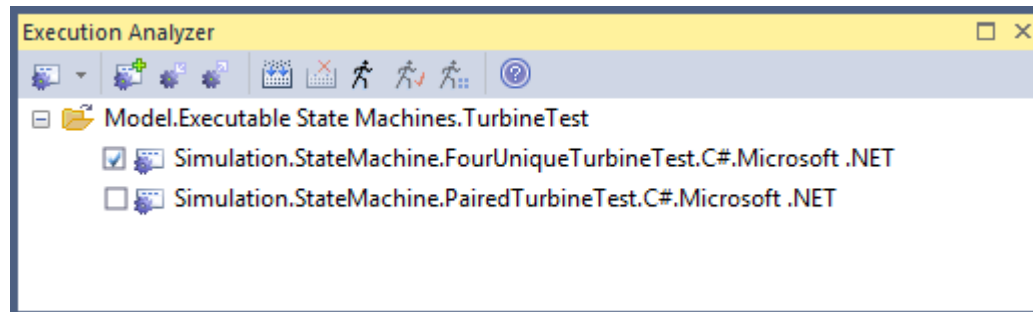 Execution Analyzer
Model.Executable State Machines.TurbineTest
Simulation.StateMachine.FourUniqueTurbineTest.C#.Microsoft .NET
Simulation.StateMachine.PairedTurbineTest.C#.Microsoft .NET